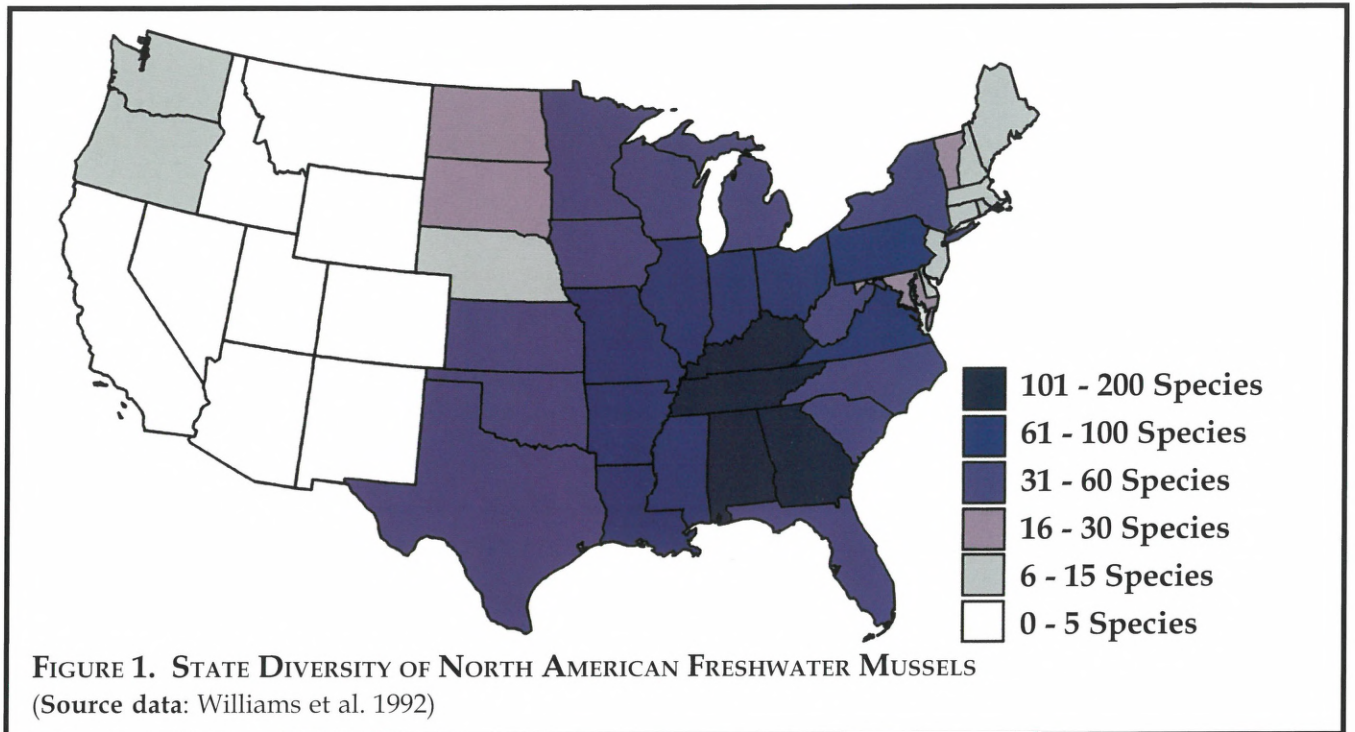 101 - 200 Species
61 - 100 Species
31 - 60 Species
16 - 30 Species
6 - 15 Species
0 - 5 Species
FIGURE 1. STATE DIVERSITY OF NORTH AMERICAN FRESHWATER MUSSELS
(Source data: Williams et al. 1992)